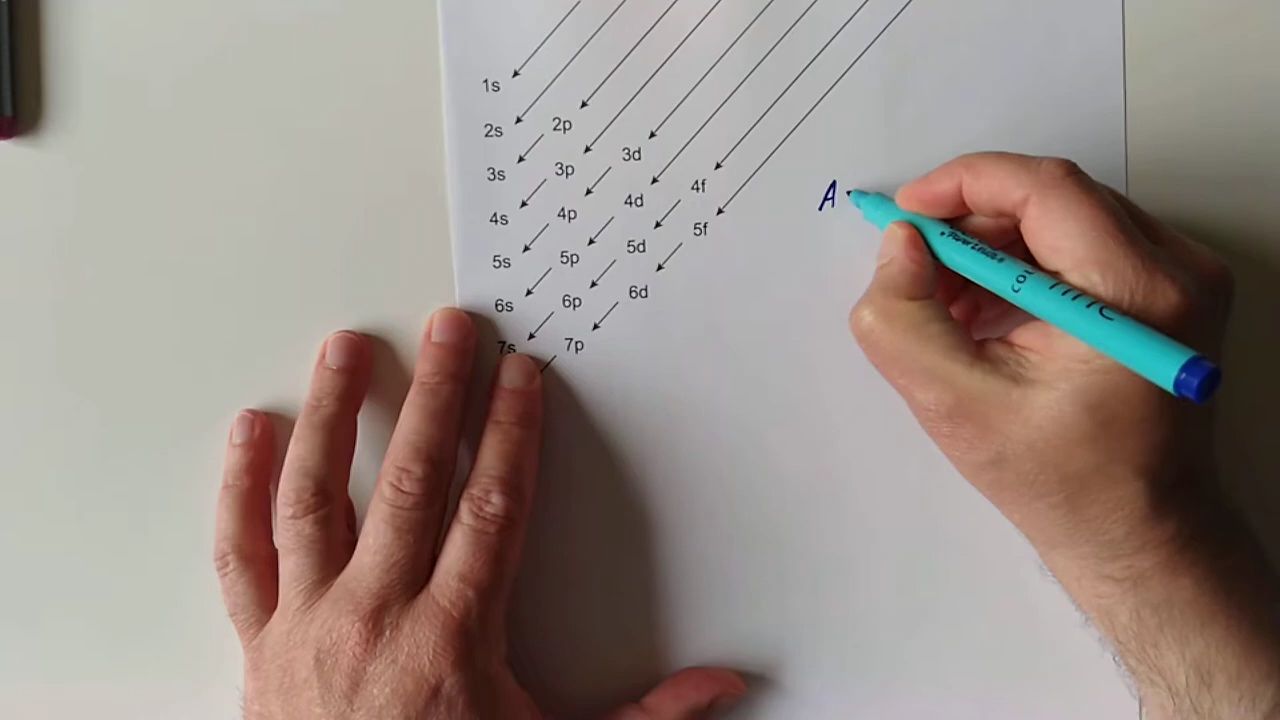 1s
2s 2p
3s 3p 3d
4s 4p 4d 4f
5s 5p 5d 5f
6s 6p 6d
7s 7p
A